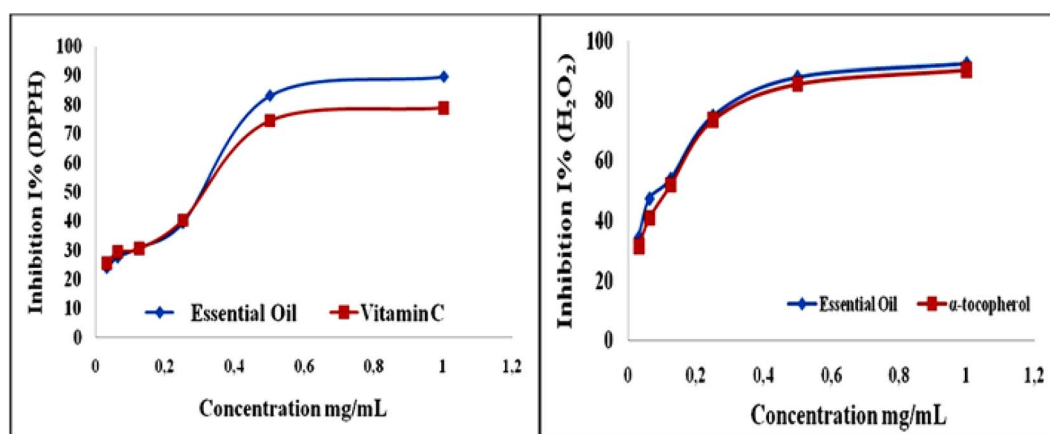 Inhibition I% (DPPH)
100
90
80
70
60
50
40
30
20
10
0
0 0,2 0,4 0,6 0,8 1 1,2
Concentration mg/mL
Essential Oil Vitamin C
Inhibition I% (H₂O₂)
100
80
60
40
20
0
0 0,2 0,4 0,6 0,8 1 1,2
Concentration mg/mL
Essential Oil α-tocopherol